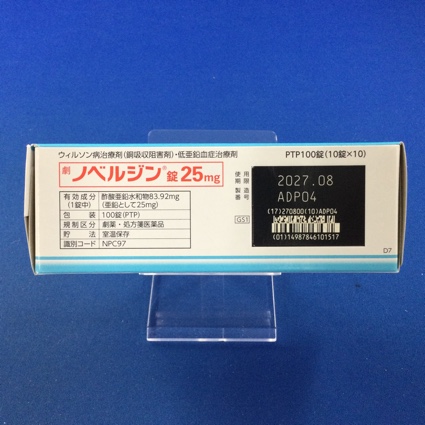 ウィルソン病治療剤(銅吸収阻害剤)・低亜鉛血症治療剤
PTP100錠(10錠×10)
劇 ノベルジン®錠25mg
有効成分(1錠中) 酢酸亜鉛水和物83.92mg(亜鉛として25mg)
包装 100錠(PTP)
規制区分 劇薬・処方箋医薬品
貯法 室温保存
識別コード NPC97
使用期限 2027.08
製造番号 ADP04
GS1
(17)270800(10)ADP04
(01)14987846101517
D7